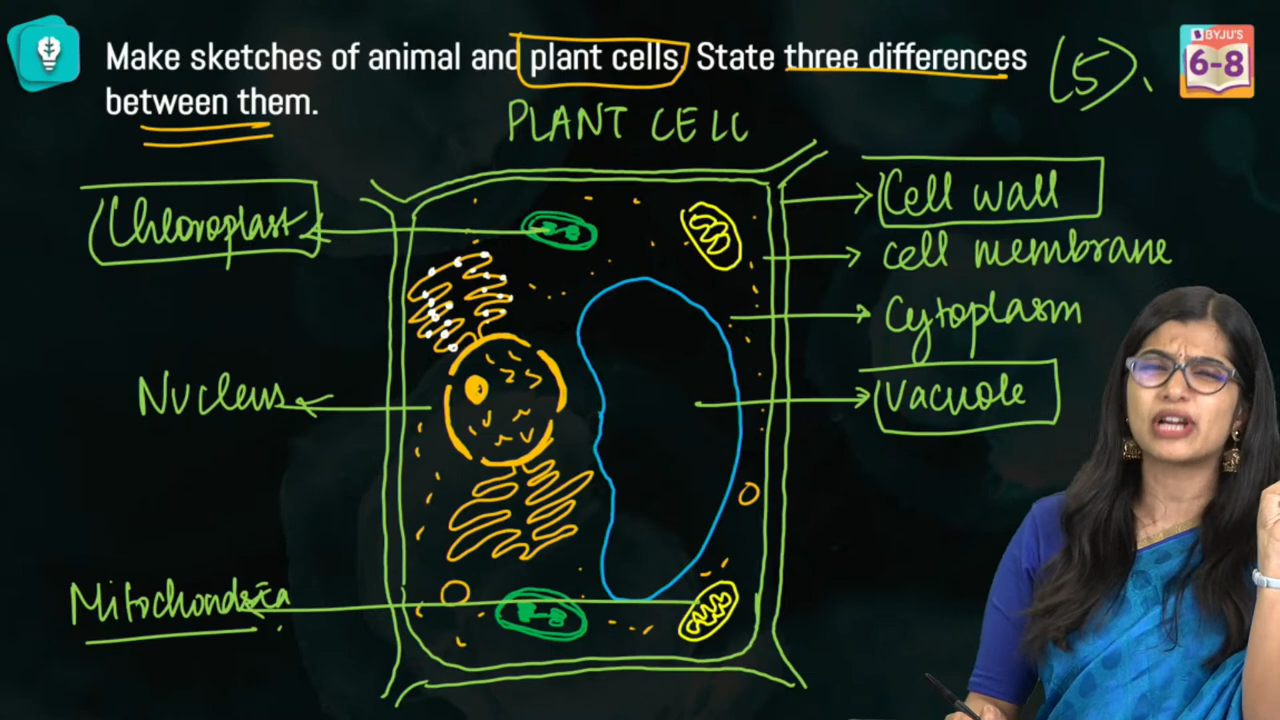 Make sketches of animal and plant cells. State three differences
between them.
(5).
BYJU'S
6-8
PLANT CELL
Chloroplast
Nucleus
Mitochondria
Cell wall
Cell membrane
Cytoplasm
Vacuole